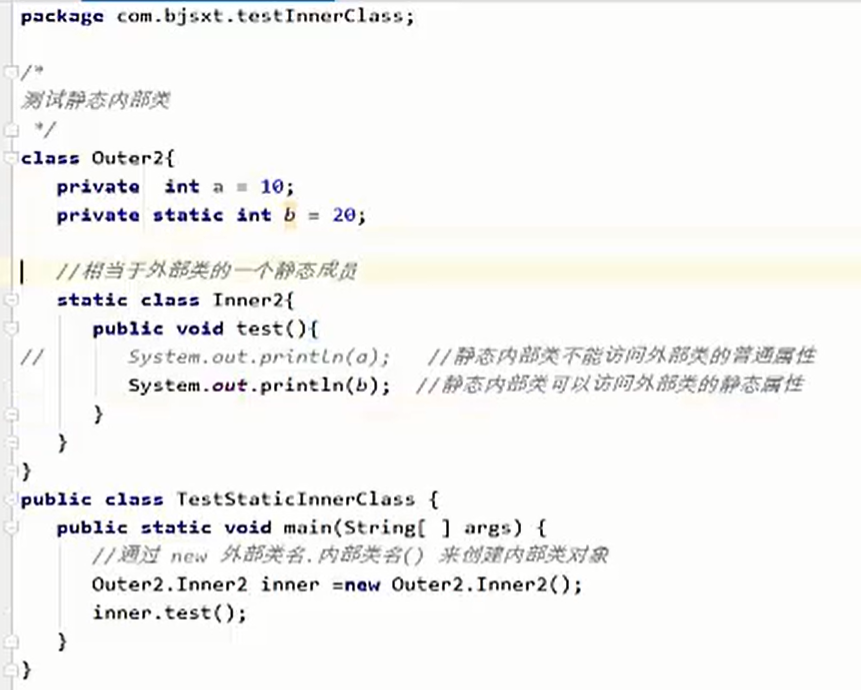 package com.bjsxt.testInnerClass;
/*
测试静态内部类
*/
class Outer2{
private  int a = 10;
private static int b = 20;
//相当于外部类的一个静态成员
static class Inner2{
public void test(){
//        System.out.println(a);   //静态内部类不能访问外部类的普通属性
System.out.println(b);  //静态内部类可以访问外部类的静态属性
}
}
}
public class TestStaticInnerClass {
public static void main(String[ ] args) {
//通过 new 外部类名.内部类名() 来创建内部类对象
Outer2.Inner2 inner =new Outer2.Inner2();
inner.test();
}
}